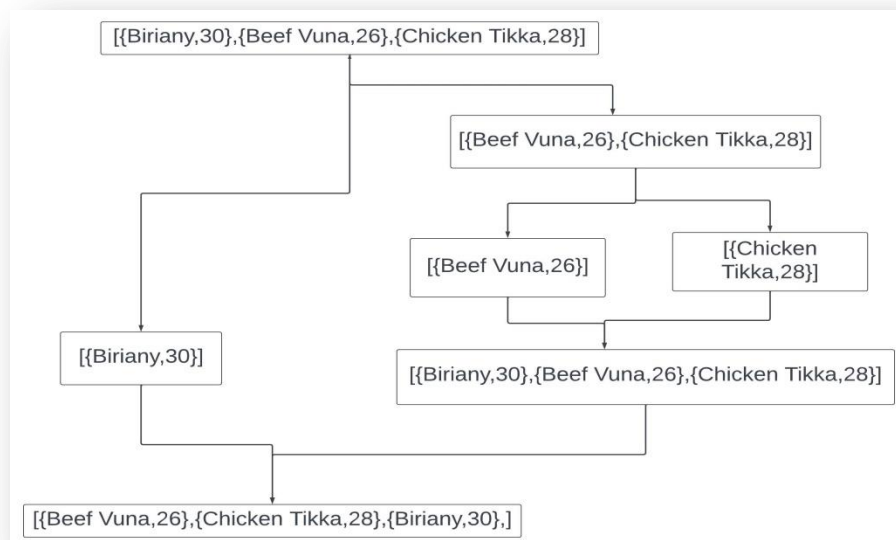 [{Biriany,30},{Beef Vuna,26},{Chicken Tikka,28}]
[{Beef Vuna,26},{Chicken Tikka,28}]
[{Beef Vuna,26}]
[{Chicken
Tikka,28}]
[{Biriany,30}]
[{Biriany,30},{Beef Vuna,26},{Chicken Tikka,28}]
[{Beef Vuna,26},{Chicken Tikka,28},{Biriany,30},]